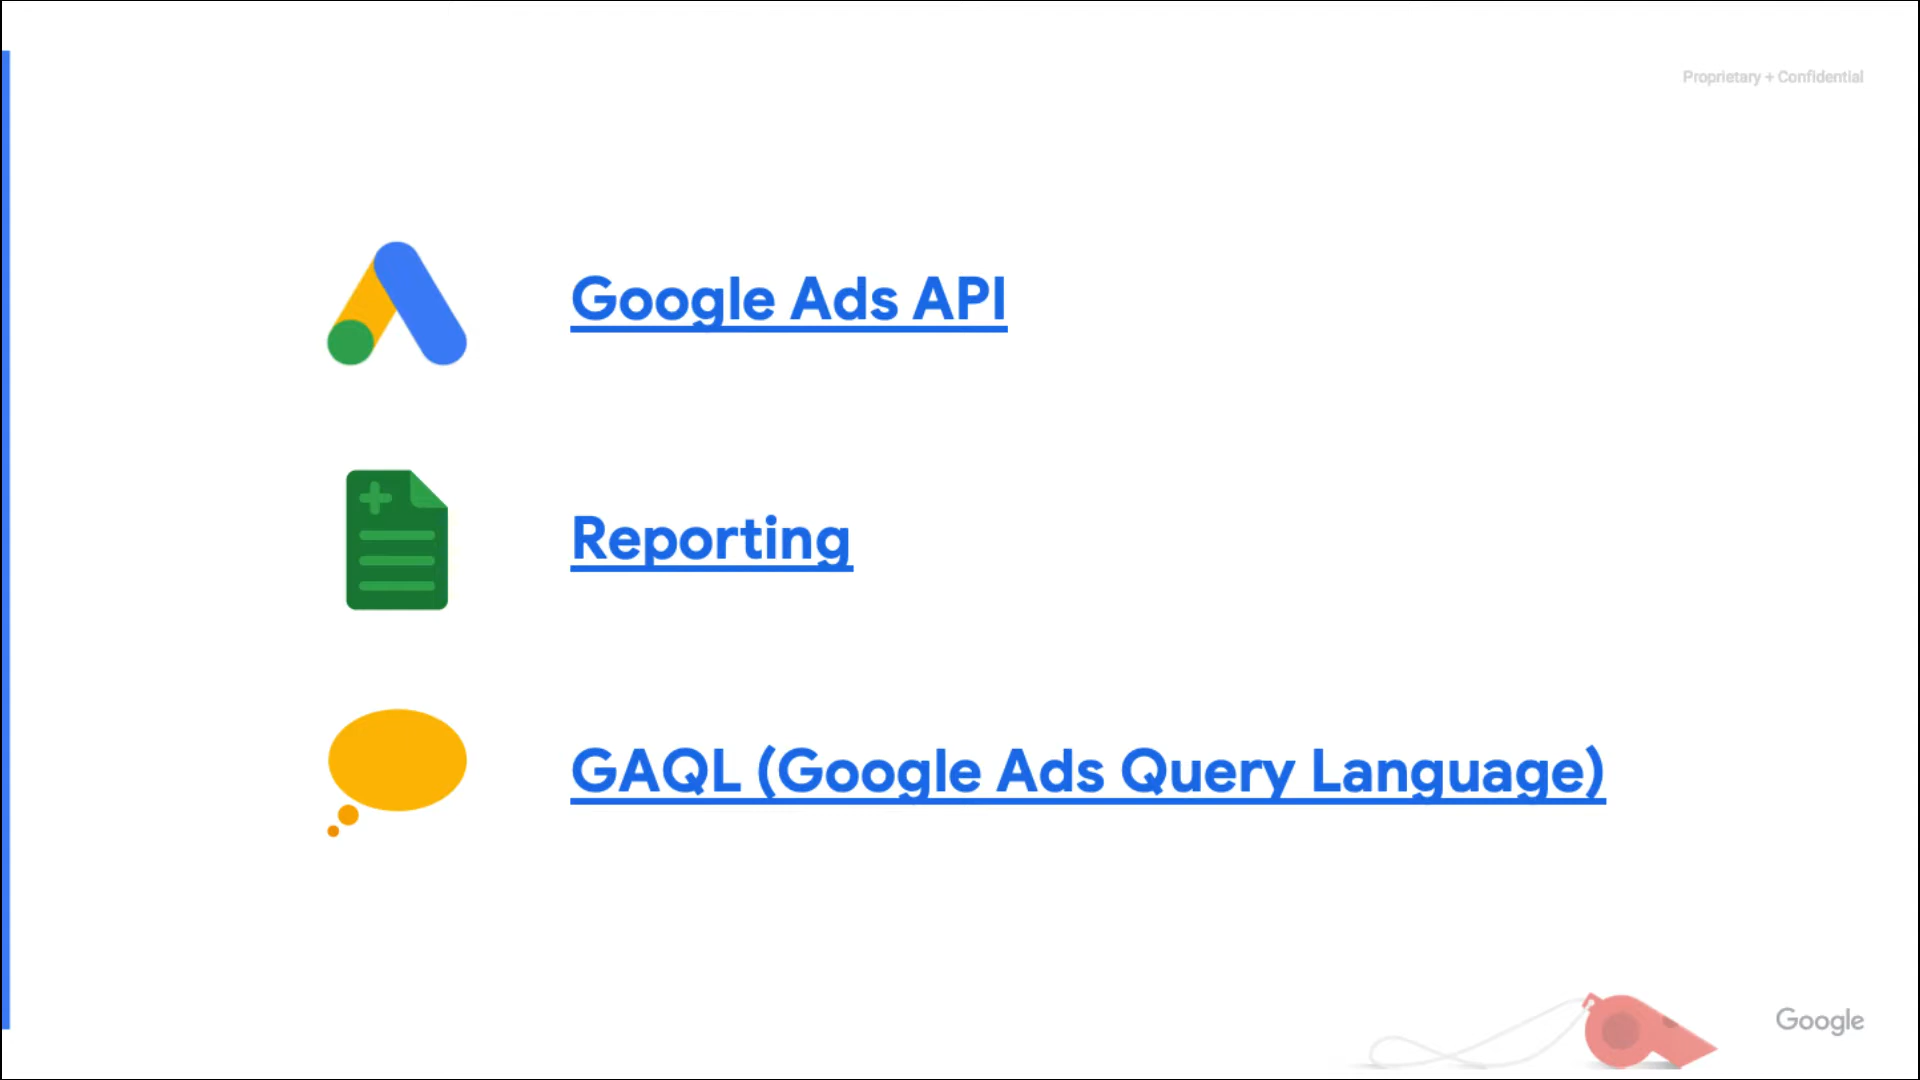 Proprietary + Confidential
Google Ads API
Reporting
GAQL (Google Ads Query Language)
Google